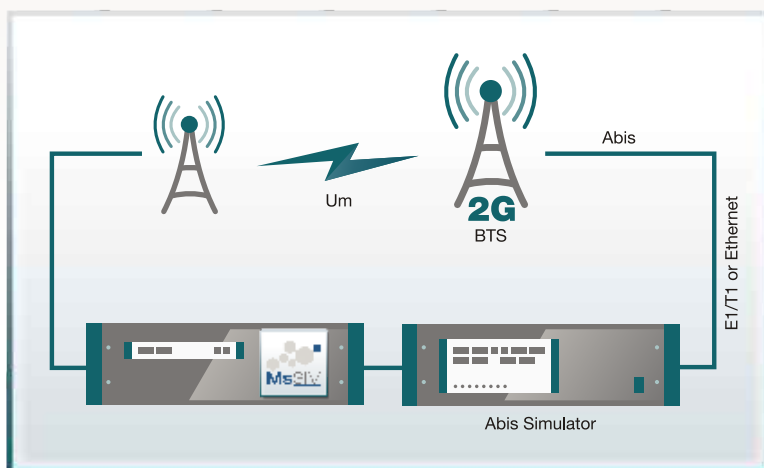 Abis
Um
2G
BTS
E1/T1 or Ethernet
MsSIV
Abis Simulator